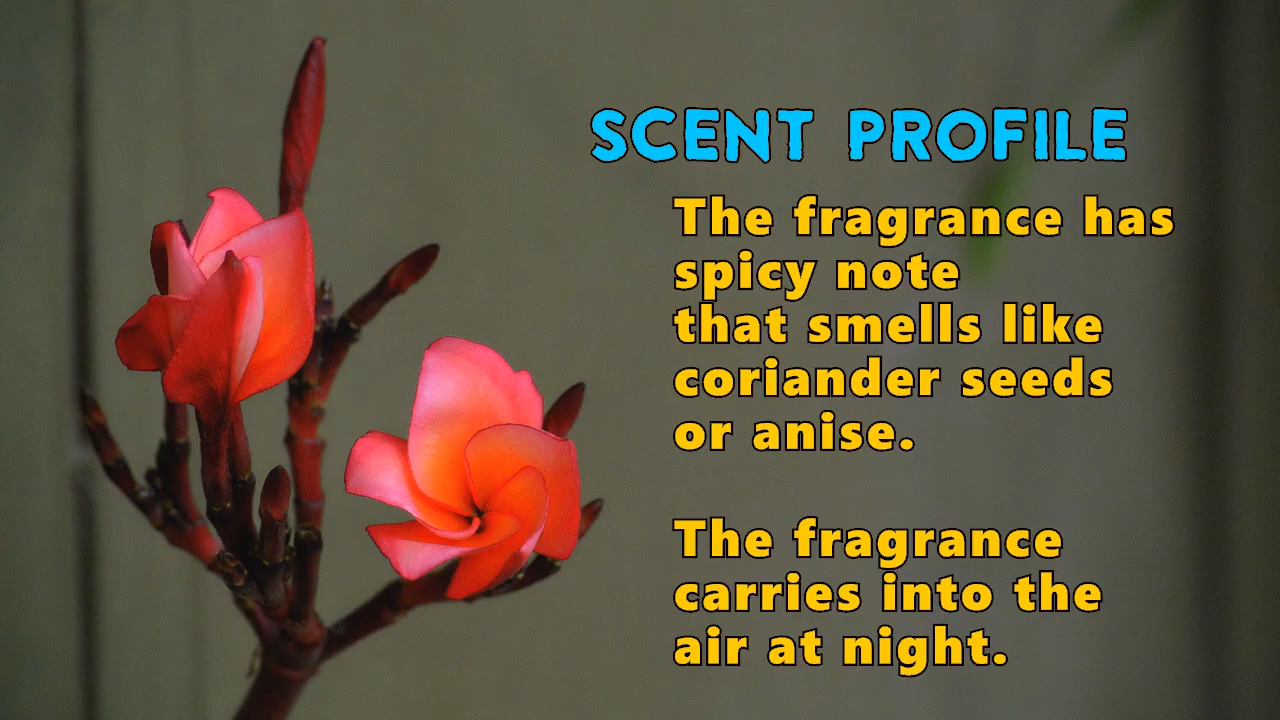 SCENT PROFILE
The fragrance has
spicy note
that smells like
coriander seeds
or anise.
The fragrance
carries into the
air at night.